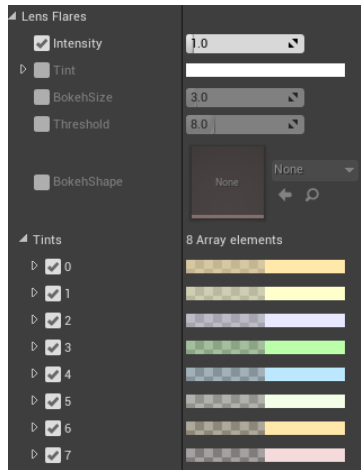 Lens Flares
Intensity 1.0
Tint
BokehSize 3.0
Threshold 8.0
BokehShape None None
Tints 8 Array elements
0
1
2
3
4
5
6
7